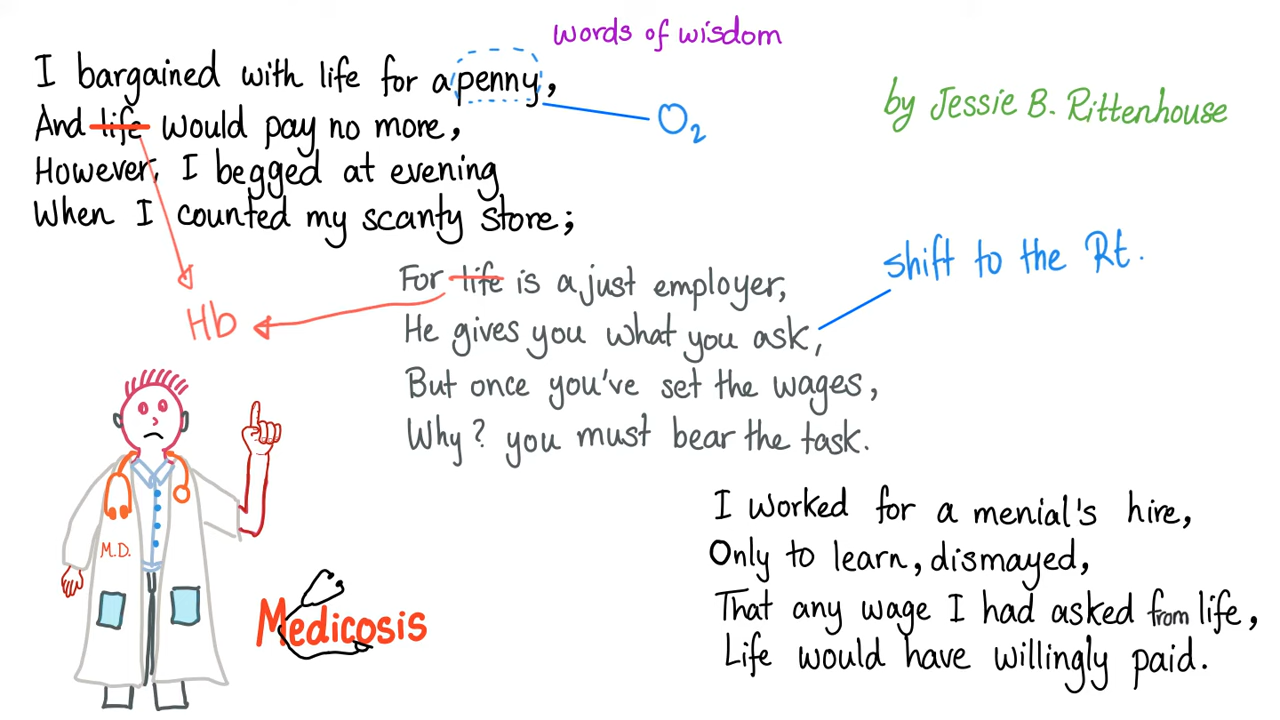 words of wisdom
I bargained with life for a penny,
And life would pay no more,
However, I begged at evening
When I counted my scanty store;
O2
by Jessie B. Rittenhouse
shift to the Rt.
Hb
For life is a just employer,
He gives you what you ask,
But once you've set the wages,
Why? you must bear the task.
I worked for a menial's hire,
Only to learn, dismayed,
That any wage I had asked from life,
Life would have willingly paid.
M.D.
Medicosis